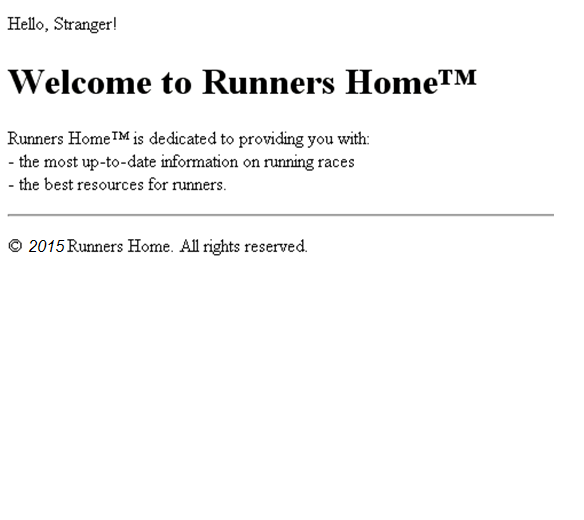 Hello, Stranger!
Welcome to Runners Home™
Runners Home™ is dedicated to providing you with:
- the most up-to-date information on running races
- the best resources for runners.
© 2015 Runners Home. All rights reserved.